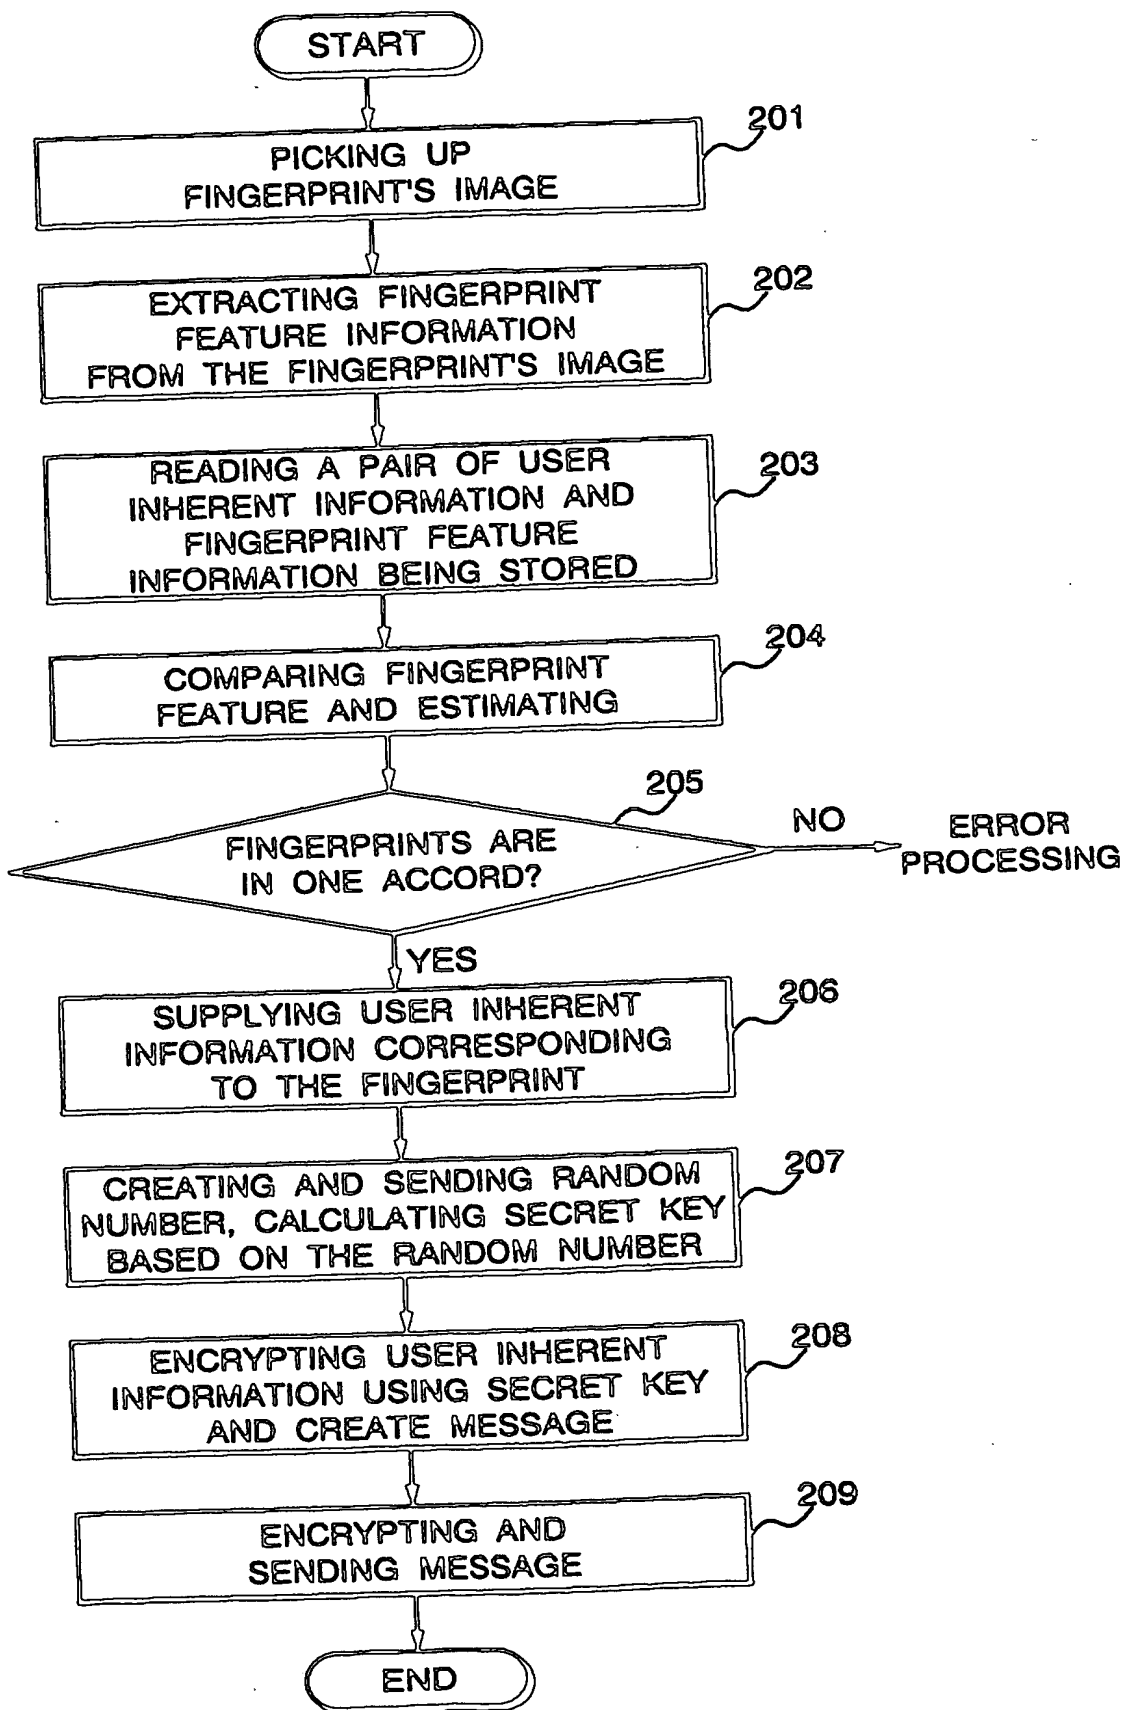 START
201
PICKING UP
FINGERPRINT'S IMAGE
202
EXTRACTING FINGERPRINT
FEATURE INFORMATION
FROM THE FINGERPRINT'S IMAGE
203
READING A PAIR OF USER
INHERENT INFORMATION AND
FINGERPRINT FEATURE
INFORMATION BEING STORED
204
COMPARING FINGERPRINT
FEATURE AND ESTIMATING
205
FINGERPRINTS ARE
IN ONE ACCORD?
NO
ERROR
PROCESSING
YES
206
SUPPLYING USER INHERENT
INFORMATION CORRESPONDING
TO THE FINGERPRINT
207
CREATING AND SENDING RANDOM
NUMBER, CALCULATING SECRET KEY
BASED ON THE RANDOM NUMBER
208
ENCRYPTING USER INHERENT
INFORMATION USING SECRET KEY
AND CREATE MESSAGE
209
ENCRYPTING AND
SENDING MESSAGE
END